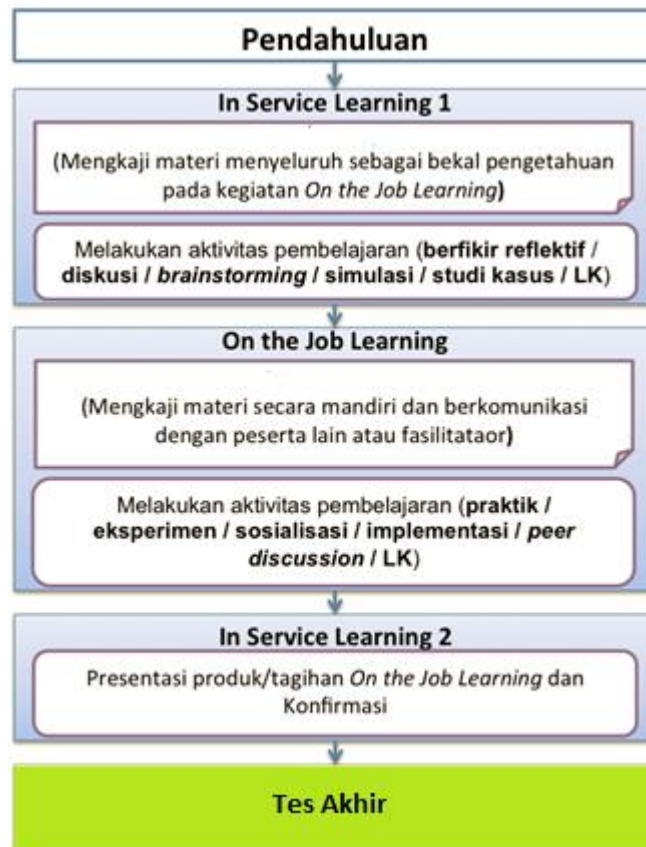 Pendahuluan
In Service Learning 1
(Mengkaji materi menyeluruh sebagai bekal pengetahuan
pada kegiatan On the Job Learning)
Melakukan aktivitas pembelajaran (berfikir reflektif /
diskusi / brainstorming / simulasi / studi kasus / LK)
On the Job Learning
(Mengkaji materi secara mandiri dan berkomunikasi
dengan peserta lain atau fasilitataor)
Melakukan aktivitas pembelajaran (praktik /
eksperimen / sosialisasi / implementasi / peer
discussion / LK)
In Service Learning 2
Presentasi produk/tagihan On the Job Learning dan
Konfirmasi
Tes Akhir